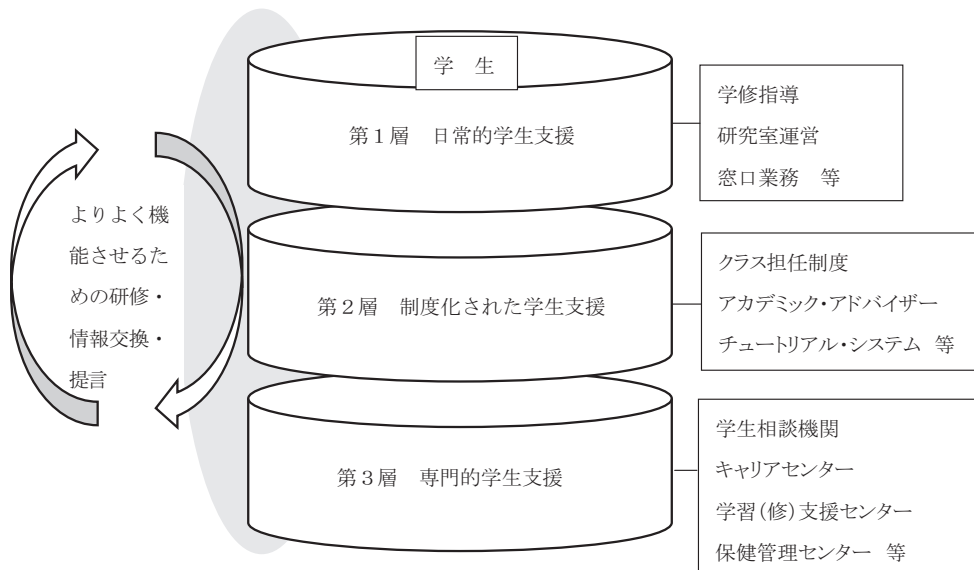 学 生
第1層 日常的学生支援
学修指導
研究室運営
窓口業務 等
よりよく機
能させるた
めの研修・
情報交換・
提言
第2層 制度化された学生支援
クラス担任制度
アカデミック・アドバイザー
チュートリアル・システム 等
第3層 専門的学生支援
学生相談機関
キャリアセンター
学習(修)支援センター
保健管理センター 等